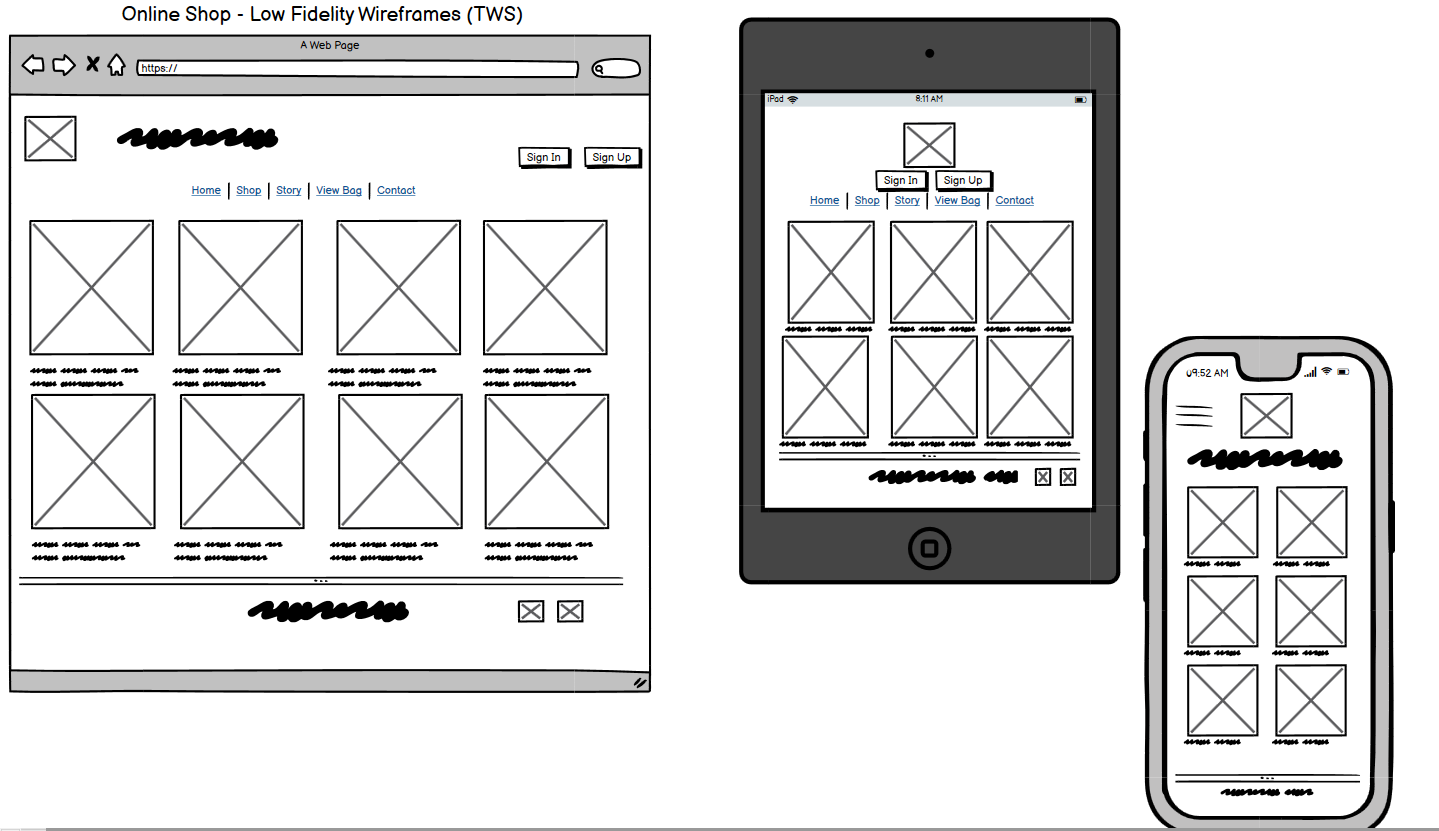 Online Shop - Low Fidelity Wireframes (TWS)
A Web Page
https://
Sign In Sign Up
Home Shop Story View Bag Contact
iPad 8:11 AM
Sign In Sign Up
Home Shop Story View Bag Contact
09:52 AM